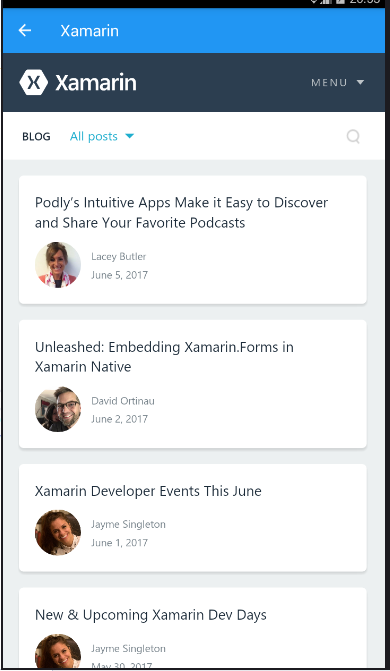 Xamarin
Xamarin
MENU
BLOG All posts
Podly's Intuitive Apps Make it Easy to Discover
and Share Your Favorite Podcasts
Lacey Butler
June 5, 2017
Unleashed: Embedding Xamarin.Forms in
Xamarin Native
David Ortinau
June 2, 2017
Xamarin Developer Events This June
Jayme Singleton
June 1, 2017
New & Upcoming Xamarin Dev Days
Jayme Singleton
May 30, 2017